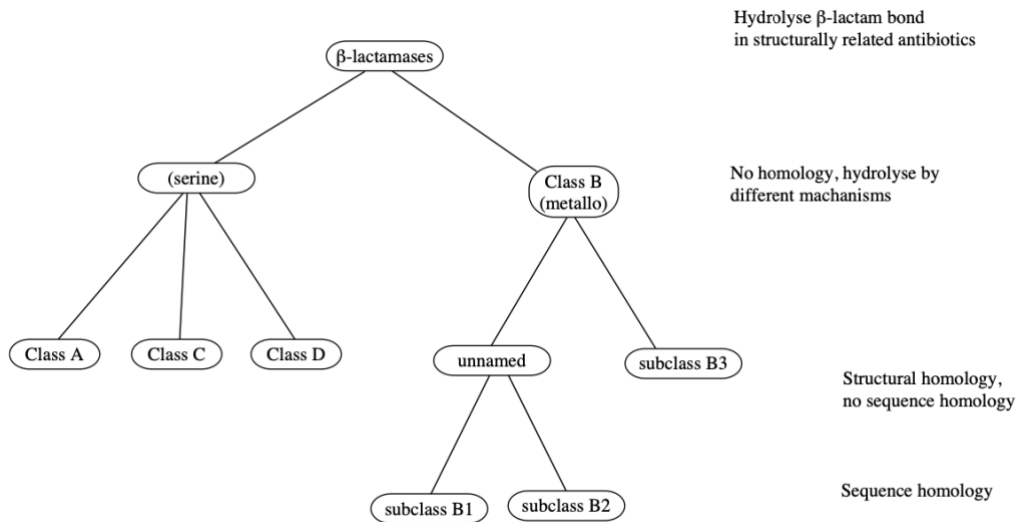 Hydrolyse β-lactam bond
in structurally related antibiotics
β-lactamases
(serine)
Class B
(metallo)
No homology, hydrolyse by
different machanisms
Class A
Class C
Class D
unnamed
subclass B3
Structural homology,
no sequence homology
subclass B1
subclass B2
Sequence homology